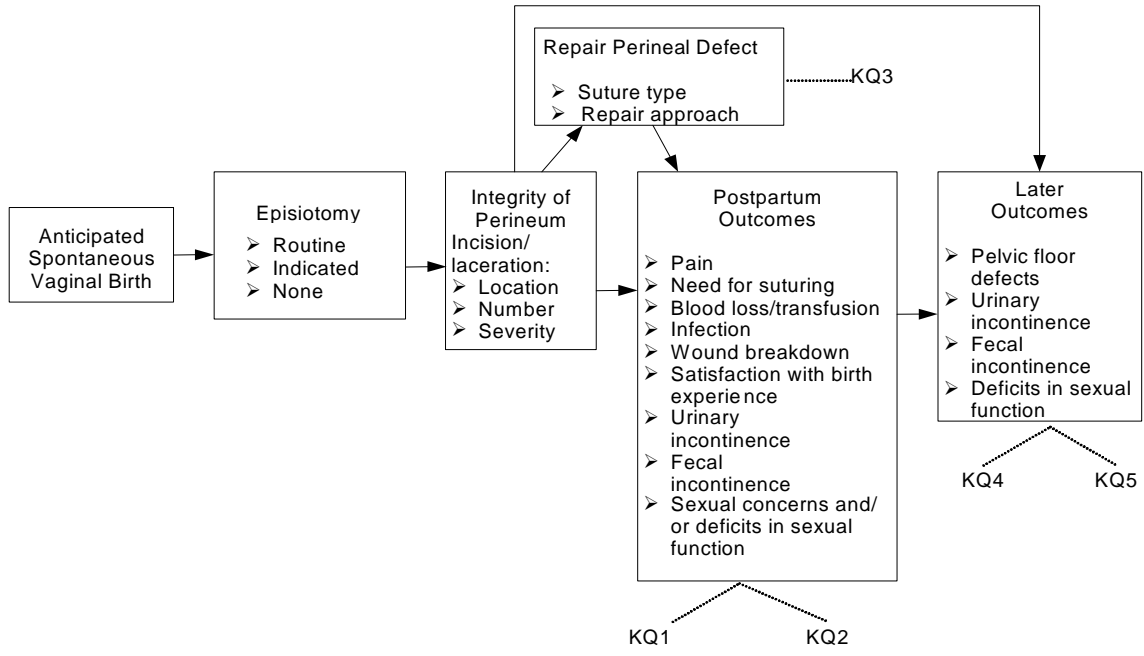 Repair Perineal Defect
➢ Suture type
➢ Repair approach
KQ3
Anticipated
Spontaneous
Vaginal Birth
Episiotomy
➢ Routine
➢ Indicated
➢ None
Integrity of
Perineum
Incision/
laceration:
➢ Location
➢ Number
➢ Severity
Postpartum
Outcomes
➢ Pain
➢ Need for suturing
➢ Blood loss/transfusion
➢ Infection
➢ Wound breakdown
➢ Satisfaction with birth
experience
➢ Urinary
incontinence
➢ Fecal
incontinence
➢ Sexual concerns and/
or deficits in sexual
function
KQ1
KQ2
Later
Outcomes
➢ Pelvic floor
defects
➢ Urinary
incontinence
➢ Fecal
incontinence
➢ Deficits in sexual
function
KQ4
KQ5